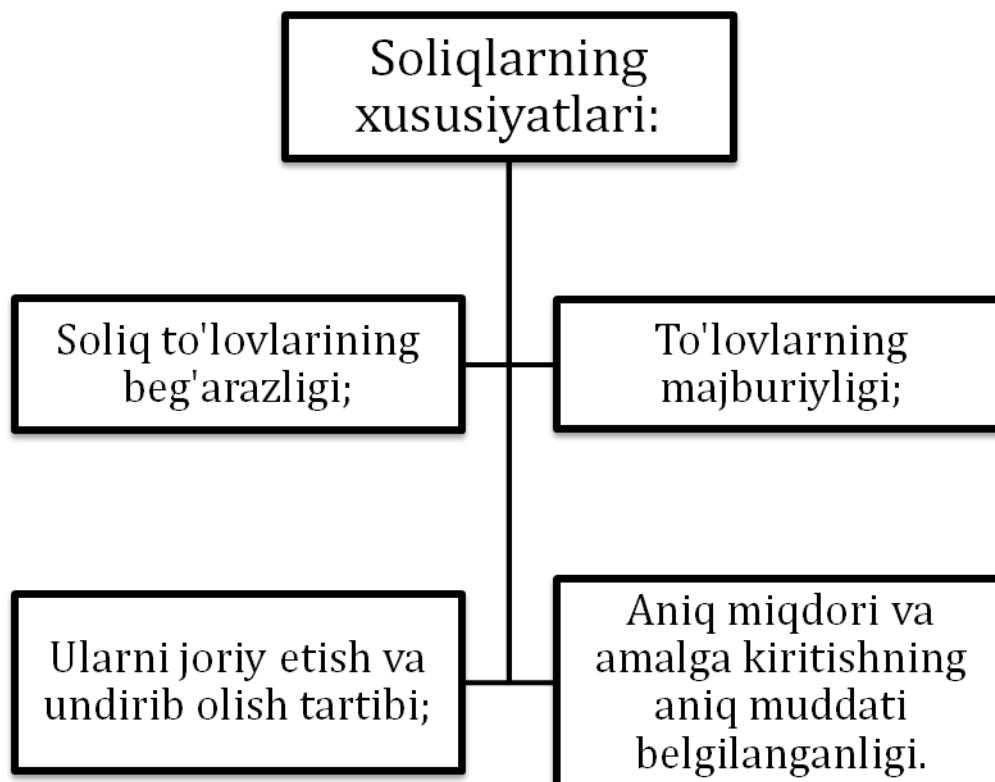 Soliqlarning
xususiyatlari:
Soliq to'lovlarining
beg'arazligi;
To'lovlarning
majburiyligi;
Ularni joriy etish va
undirib olish tartibi;
Aniq miqdori va
amalga kiritishning
aniq muddati
belgilanganligi.